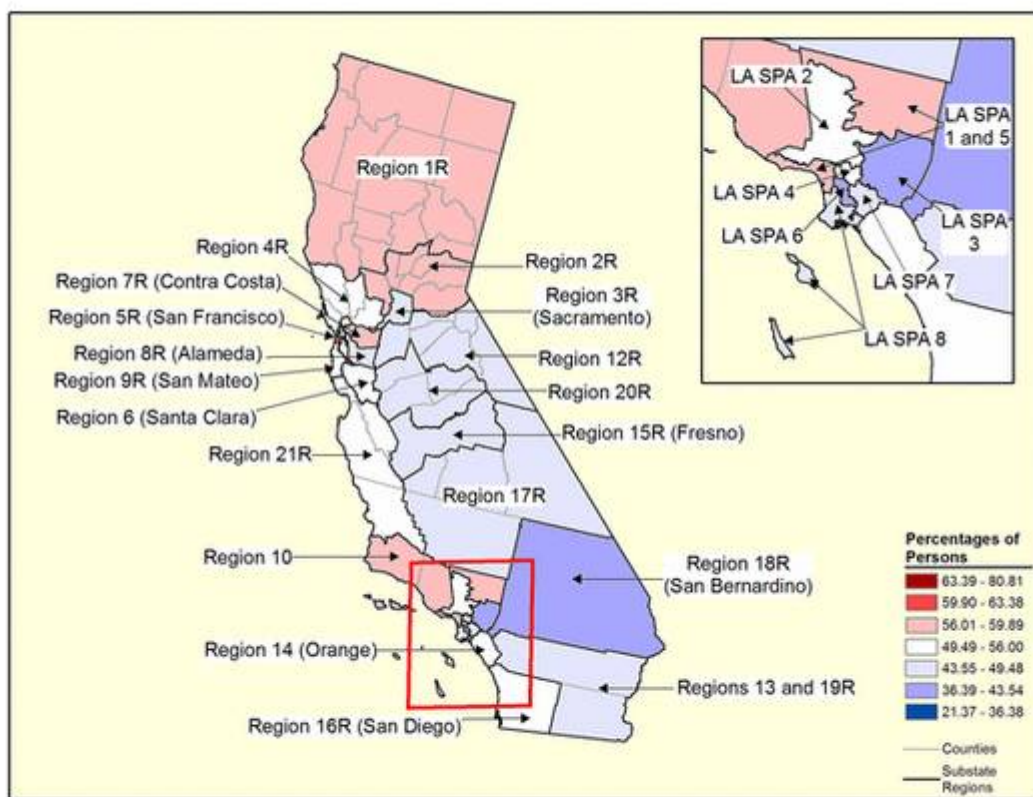 LA SPA 2
LA SPA
1 and 5
LA SPA 4
LA SPA
3
LA SPA 6
LA SPA 7
LA SPA 8
Region 1R
Region 4R
Region 2R
Region 7R (Contra Costa)
Region 3R
(Sacramento)
Region 5R (San Francisco)
Region 8R (Alameda)
Region 12R
Region 9R (San Mateo)
Region 20R
Region 6 (Santa Clara)
Region 15R (Fresno)
Region 21R
Region 17R
Region 10
Region 18R
(San Bernardino)
Region 14 (Orange)
Regions 13 and 19R
Region 16R (San Diego)
Percentages of
Persons
63.39 - 80.81
59.90 - 63.38
56.01 - 59.89
49.49 - 56.00
43.55 - 49.48
36.39 - 43.54
21.37 - 36.38
Counties
Substate
Regions